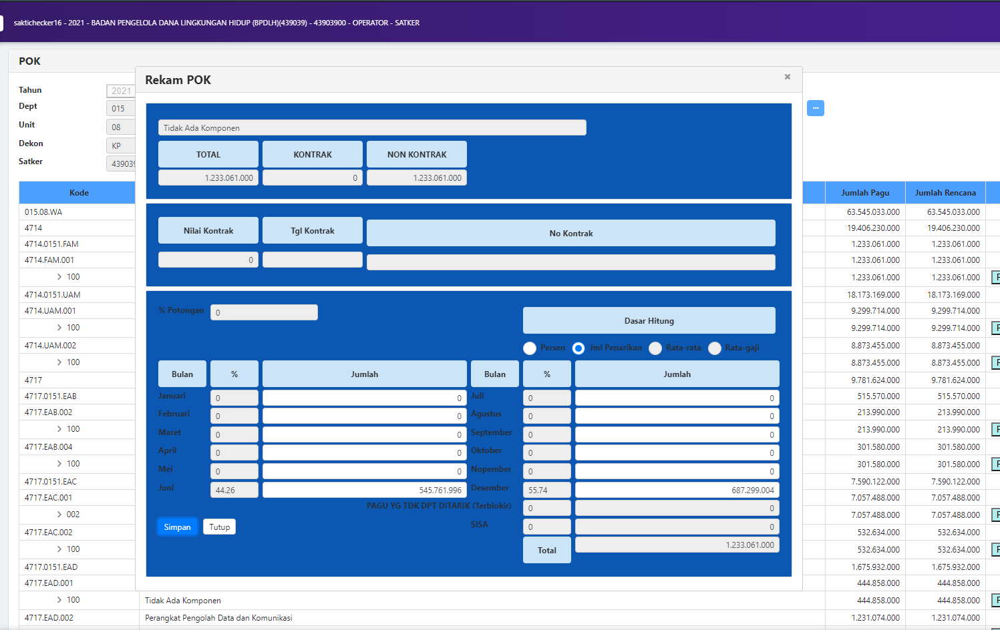 saktichecker16 - 2021 - BADAN PENGELOLA DANA LINGKUNGAN HIDUP (BPDLH)(439039) - 43903900 - OPERATOR - SATKER
POK
Rekam POK
Tahun 2021
Dept 015
Unit 08
Dekon KP
Satker 439039
Tidak Ada Komponen
TOTAL KONTRAK NON KONTRAK
1.233.061.000 0 1.233.061.000
Nilai Kontrak Tgl Kontrak No Kontrak
0
% Potongan 0
Dasar Hitung
Persen Jml Penarikan Rata-rata Rata-gaji
Bulan % Jumlah Bulan % Jumlah
Januari 0 0 Juli 0 0
Februari 0 0 Agustus 0 0
Maret 0 0 September 0 0
April 0 0 Oktober 0 0
Mei 0 0 Nopember 0 0
Juni 44.26 545.761.996 Desember 55.74 687.299.004
PAGU YG TDK DPT DITARIK (Terblokir) 0 0
SISA 0 0
Simpan Tutup
Total 1.233.061.000
Kode Jumlah Pagu Jumlah Rencana
015.08.WA 63.545.033.000 63.545.033.000
4714 19.406.230.000 19.406.230.000
4714.0151.FAM 1.233.061.000 1.233.061.000
4714.FAM.001 1.233.061.000 1.233.061.000
100 1.233.061.000 1.233.061.000
4714.0151.UAM 18.173.169.000 18.173.169.000
4714.UAM.001 9.299.714.000 9.299.714.000
100 9.299.714.000 9.299.714.000
4714.UAM.002 8.873.455.000 8.873.455.000
100 8.873.455.000 8.873.455.000
4717 9.781.624.000 9.781.624.000
4717.0151.EAB 515.570.000 515.570.000
4717.EAB.002 213.990.000 213.990.000
100 213.990.000 213.990.000
4717.EAB.004 301.580.000 301.580.000
100 301.580.000 301.580.000
4717.0151.EAC 7.590.122.000 7.590.122.000
4717.EAC.001 7.057.488.000 7.057.488.000
002 7.057.488.000 7.057.488.000
4717.EAC.002 532.634.000 532.634.000
100 532.634.000 532.634.000
4717.0151.EAD 1.675.932.000 1.675.932.000
4717.EAD.001 444.858.000 444.858.000
100 Tidak Ada Komponen 444.858.000 444.858.000
4717.EAD.002 Perangkat Pengolah Data dan Komunikasi 1.231.074.000 1.231.074.000